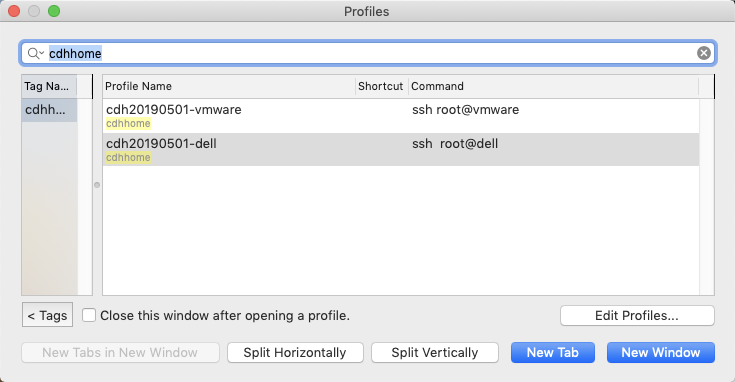 Profiles
cdhhome
Tag Na... Profile Name Shortcut Command
cdhh... cdh20190501-vmware ssh root@vmware
cdhhome
cdh20190501-dell ssh  root@dell
cdhhome
< Tags Close this window after opening a profile. Edit Profiles...
New Tabs in New Window Split Horizontally Split Vertically New Tab New Window